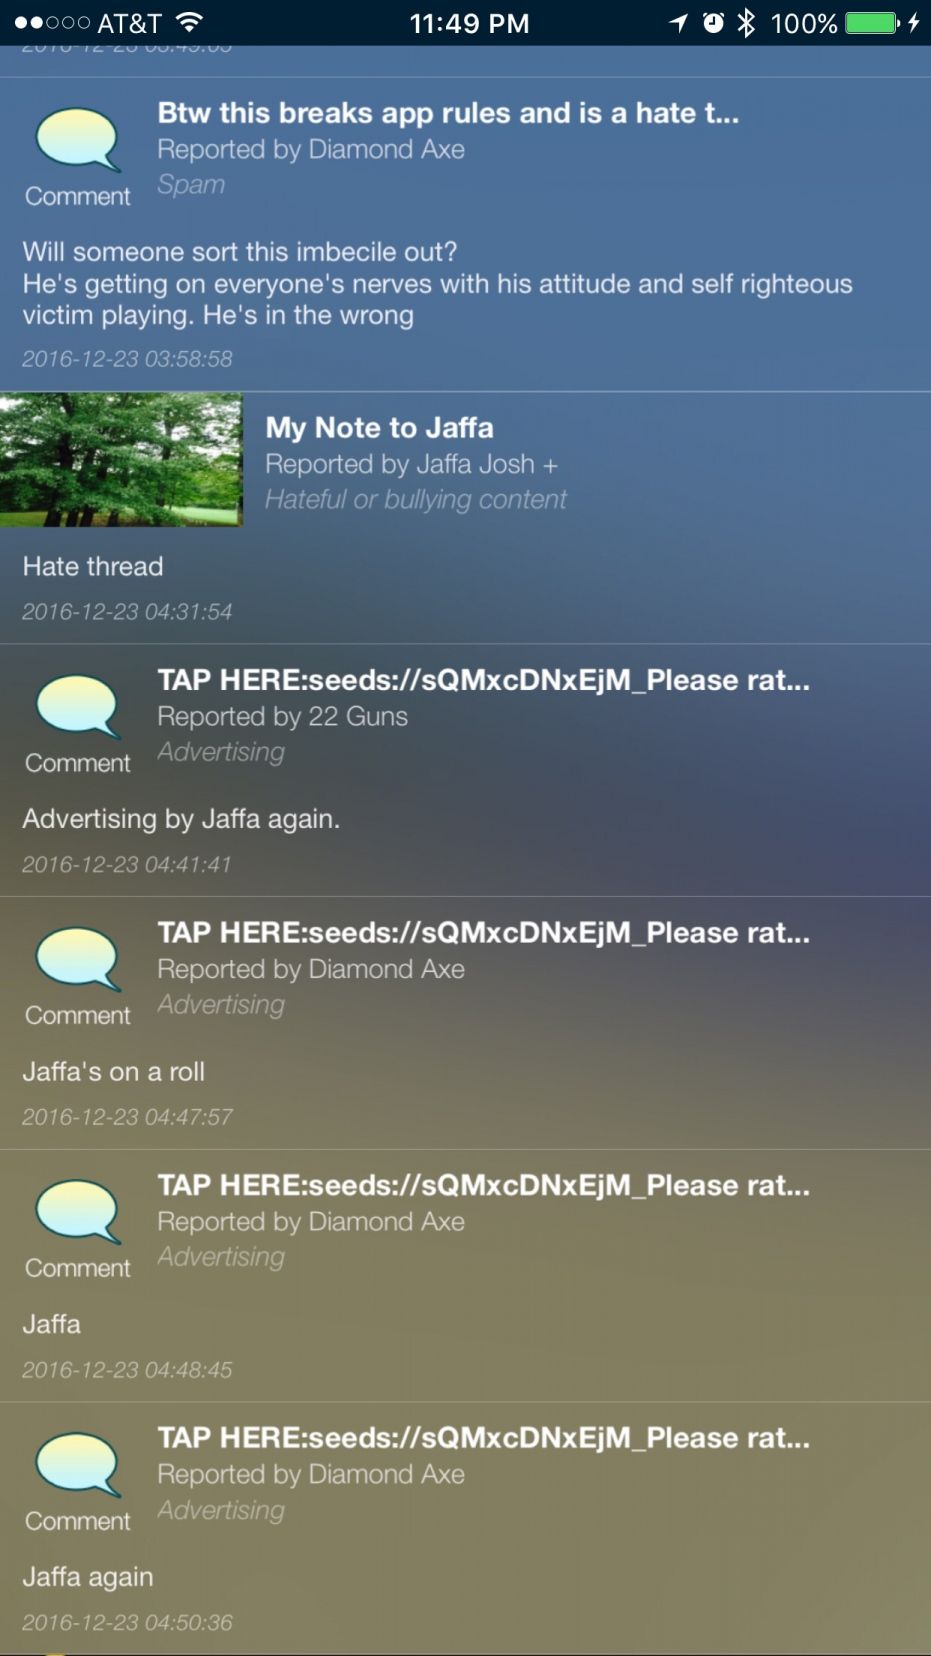 AT&T 11:49 PM 100%
2016-12-23 03:49:05
Btw this breaks app rules and is a hate t...
Reported by Diamond Axe
Spam
Comment
Will someone sort this imbecile out?
He's getting on everyone's nerves with his attitude and self righteous
victim playing. He's in the wrong
2016-12-23 03:58:58
My Note to Jaffa
Reported by Jaffa Josh +
Hateful or bullying content
Hate thread
2016-12-23 04:31:54
TAP HERE:seeds://sQMxcDNxEjM_Please rat...
Reported by 22 Guns
Advertising
Comment
Advertising by Jaffa again.
2016-12-23 04:41:41
TAP HERE:seeds://sQMxcDNxEjM_Please rat...
Reported by Diamond Axe
Advertising
Comment
Jaffa's on a roll
2016-12-23 04:47:57
TAP HERE:seeds://sQMxcDNxEjM_Please rat...
Reported by Diamond Axe
Advertising
Comment
Jaffa
2016-12-23 04:48:45
TAP HERE:seeds://sQMxcDNxEjM_Please rat...
Reported by Diamond Axe
Advertising
Comment
Jaffa again
2016-12-23 04:50:36